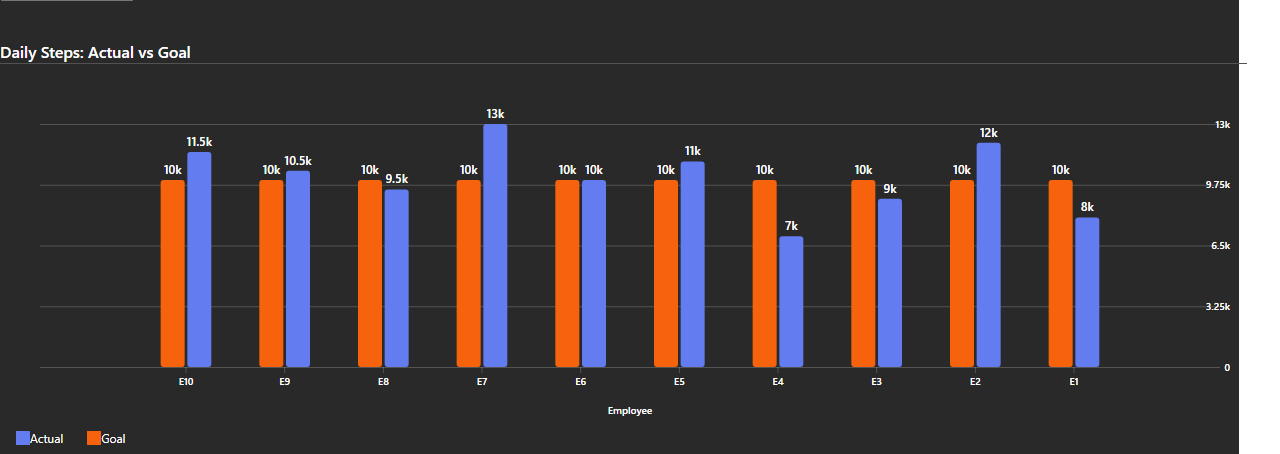 Daily Steps: Actual vs Goal
13k
13k
12k
11.5k
11k
10.5k
10k 10k 10k 9.5k 10k 10k 10k 10k 10k 10k 10k 10k
9.75k
9k
8k
7k
6.5k
3.25k
0
E10 E9 E8 E7 E6 E5 E4 E3 E2 E1
Employee
Actual Goal